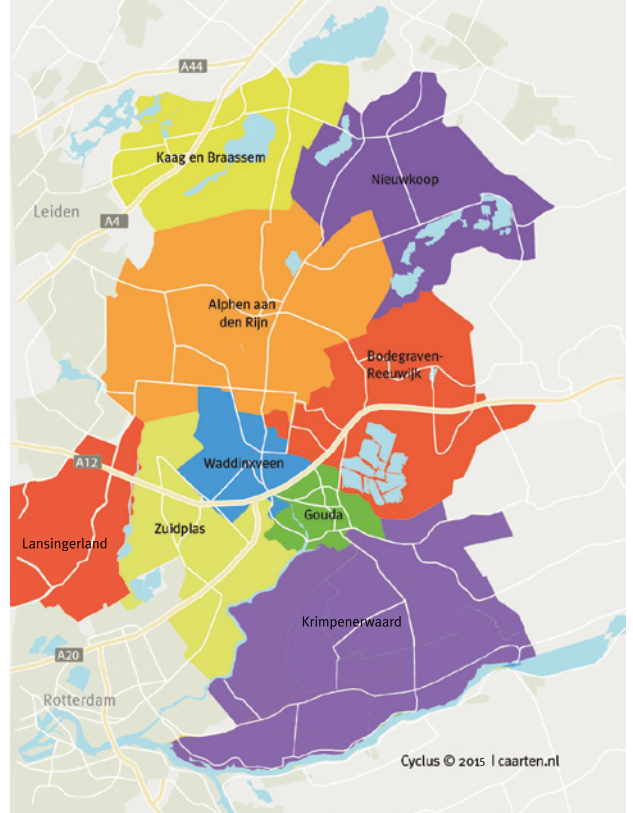 A44
Kaag en Braassem
Nieuwkoop
Leiden
A4
Alphen aan
den Rijn
Bodegraven-
Reeuwijk
A12
Waddinxveen
Gouda
Zuidplas
Lansingerland
Krimpenerwaard
A20
Rotterdam
Cyclus © 2015 | caarten.nl